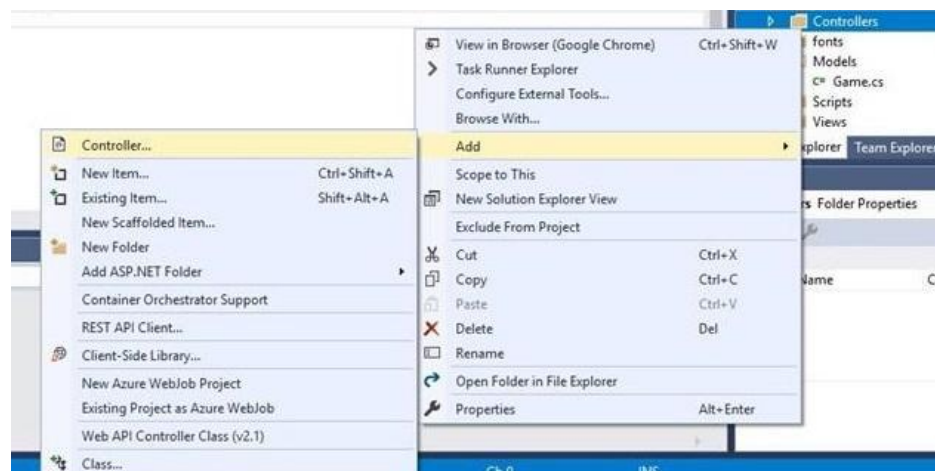 Controllers
fonts
Models
C# Game.cs
Scripts
Views
Explorer Team Explorer
Folder Properties
View in Browser (Google Chrome) Ctrl+Shift+W
Task Runner Explorer
Configure External Tools...
Browse With...
Add
Scope to This
New Solution Explorer View
Exclude From Project
Cut Ctrl+X
Copy Ctrl+C
Paste Ctrl+V
Delete Del
Rename
Open Folder in File Explorer
Properties Alt+Enter
Controller...
New Item... Ctrl+Shift+A
Existing Item... Shift+Alt+A
New Scaffolded Item...
New Folder
Add ASP.NET Folder
Container Orchestrator Support
REST API Client...
Client-Side Library...
New Azure WebJob Project
Existing Project as Azure WebJob
Web API Controller Class (v2.1)
Class...